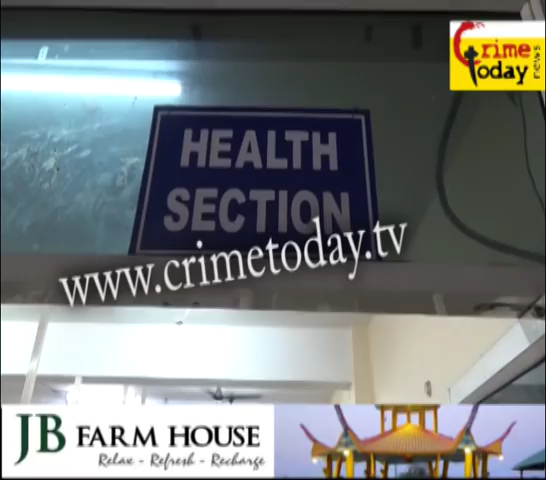 Crime
Today
news
HEALTH
SECTION
www.crimetoday.tv
JB FARM HOUSE
Relax - Refresh - Recharge